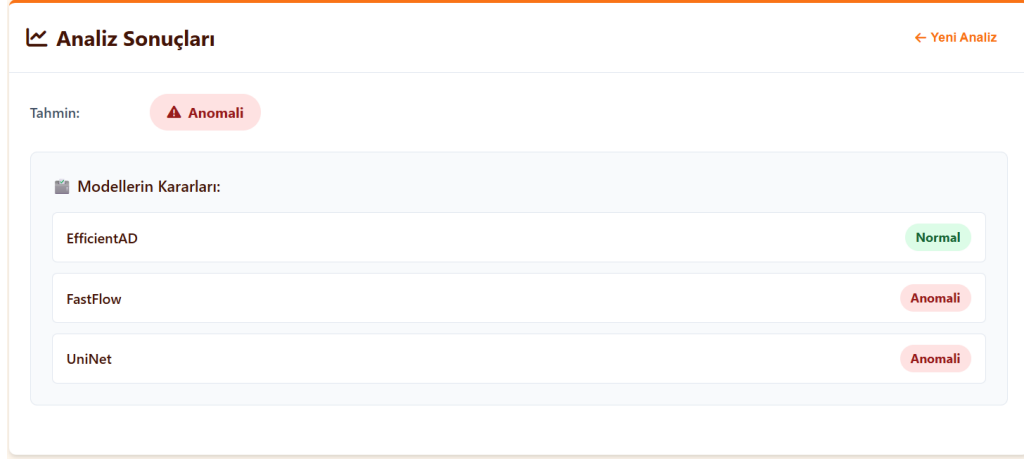 Analiz Sonuçları
← Yeni Analiz
Tahmin: Anomali
Modellerin Kararları:
EfficientAD Normal
FastFlow Anomali
UniNet Anomali